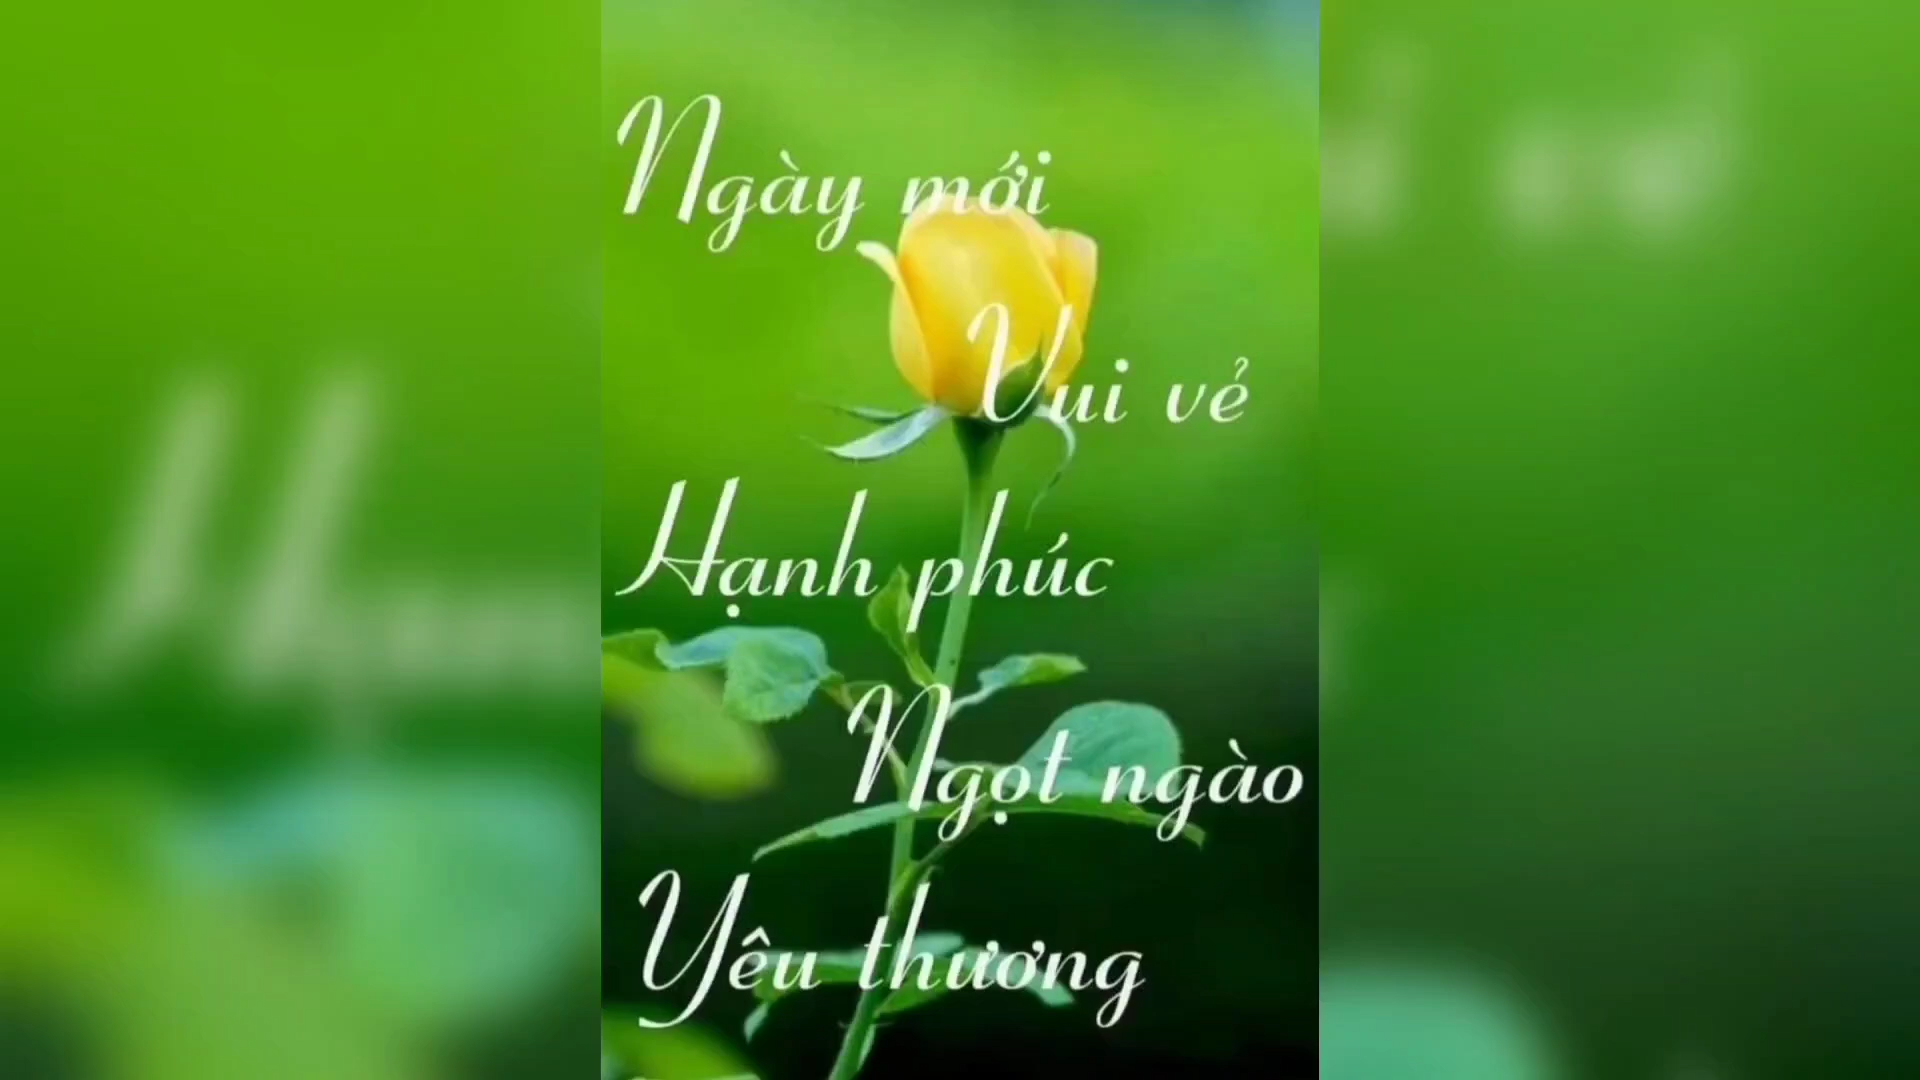 Ngày mới
Vui vẻ
Hạnh phúc
Ngọt ngào
Yêu thương